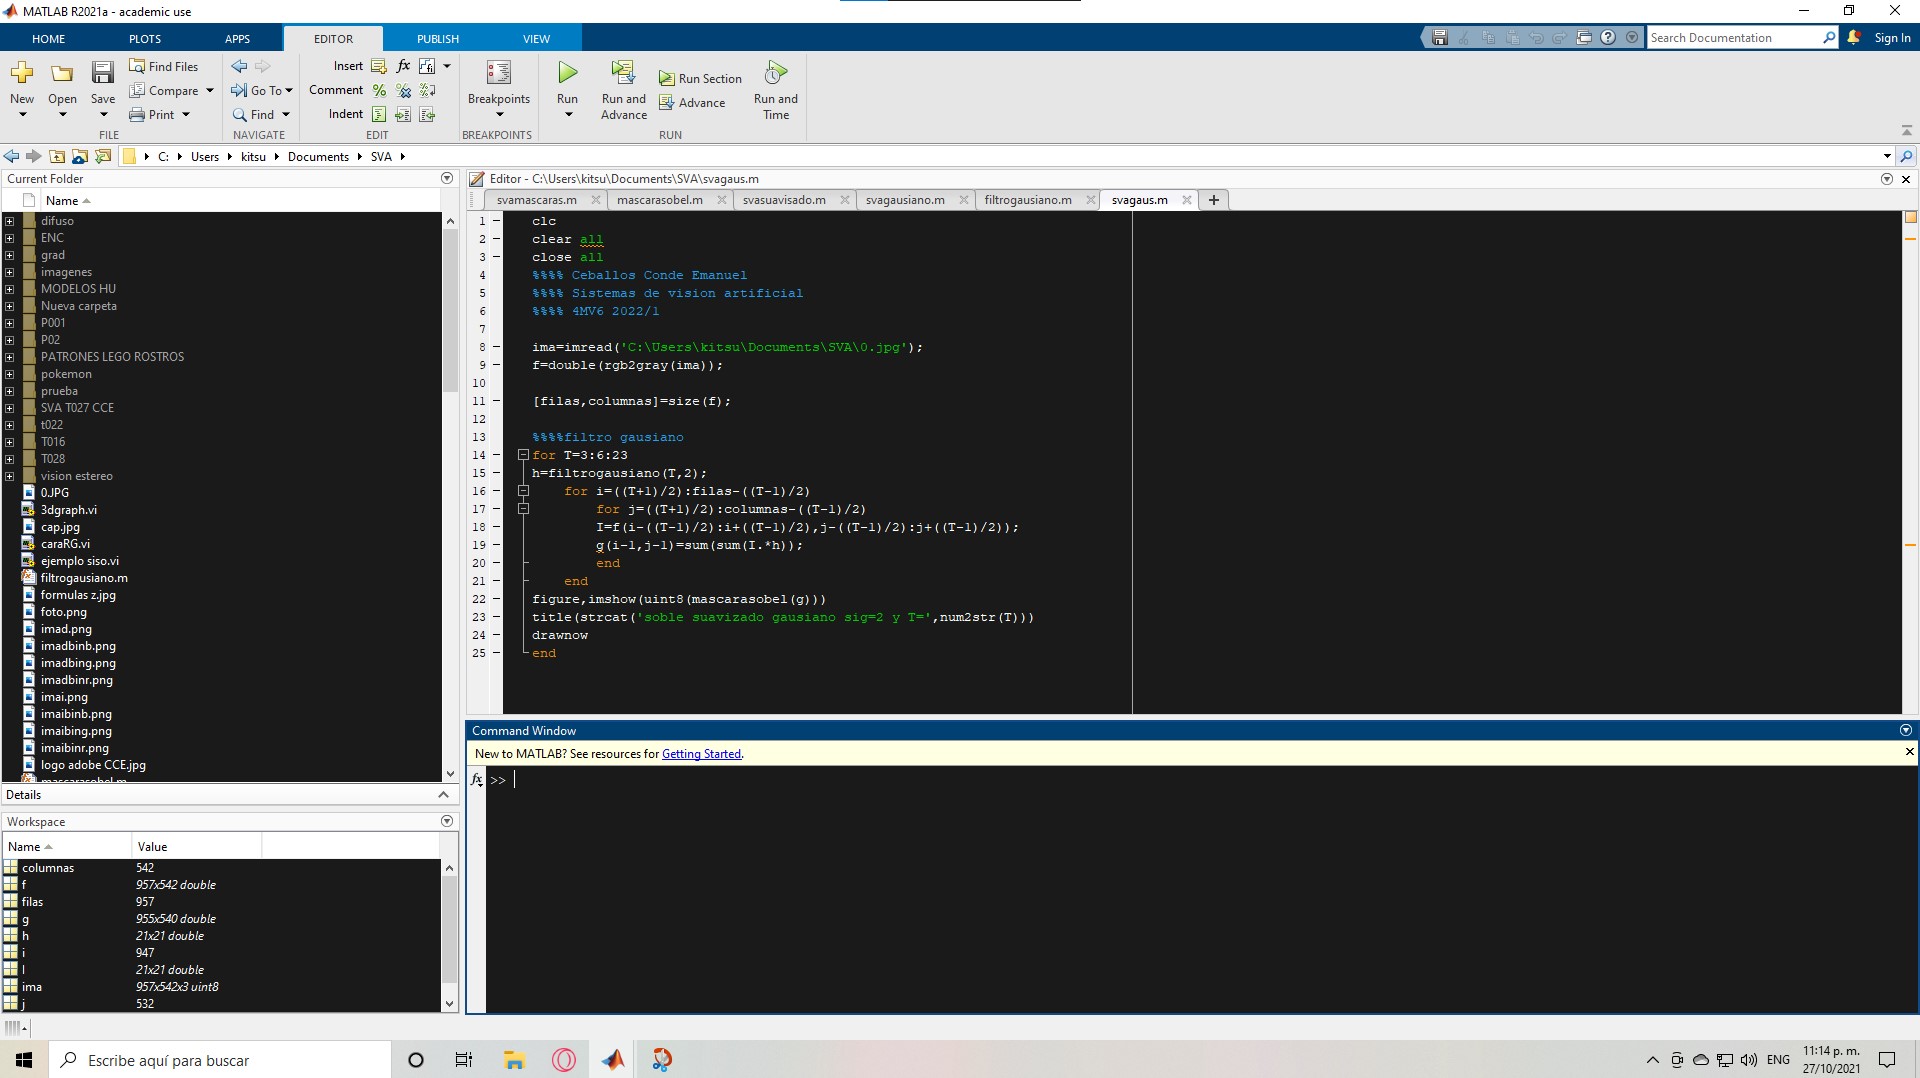 MATLAB R2021a - academic use
HOME PLOTS APPS EDITOR PUBLISH VIEW Search Documentation Sign In
New Open Save Find Files Compare Print FILE
Go To Find NAVIGATE
Insert fx Comment Indent EDIT
Breakpoints BREAKPOINTS
Run Run and Advance Run Section Advance Run and Time RUN
C: Users kitsu Documents SVA
Current Folder
Name
difuso
ENC
grad
imagenes
MODELOS HU
Nueva carpeta
P001
P02
PATRONES LEGO ROSTROS
pokemon
prueba
SVA T027 CCE
t022
T016
T028
vision estereo
0.JPG
3dgraph.vi
cap.jpg
caraRG.vi
ejemplo siso.vi
filtrogausiano.m
formulas z.jpg
foto.png
imad.png
imadbinb.png
imadbing.png
imadbinr.png
imai.png
imaibinb.png
imaibing.png
imaibinr.png
logo adobe CCE.jpg
mascarasobel.m
Details
Workspace
Name Value
columnas 542
f 957x542 double
filas 957
g 955x540 double
h 21x21 double
i 947
I 21x21 double
ima 957x542x3 uint8
j 532
Editor - C:\Users\kitsu\Documents\SVA\svagaus.m
svamascaras.m mascarasobel.m svasuavisado.m svagausiano.m filtrogausiano.m svagaus.m
1 clc
2 clear all
3 close all
4 %%%% Ceballos Conde Emanuel
5 %%%% Sistemas de vision artificial
6 %%%% 4MV6 2022/1
7
8 ima=imread('C:\Users\kitsu\Documents\SVA\0.jpg');
9 f=double(rgb2gray(ima));
10
11 [filas,columnas]=size(f);
12
13 %%%%filtro gausiano
14 for T=3:6:23
15 h=filtrogausiano(T,2);
16 for i=((T+1)/2):filas-((T-1)/2)
17 for j=((T+1)/2):columnas-((T-1)/2)
18 I=f(i-((T-1)/2):i+((T-1)/2),j-((T-1)/2):j+((T-1)/2));
19 g(i-1,j-1)=sum(sum(I.*h));
20 end
21 end
22 figure,imshow(uint8(mascarasobel(g)))
23 title(strcat('soble suavizado gausiano sig=2 y T=',num2str(T)))
24 drawnow
25 end
Command Window
New to MATLAB? See resources for Getting Started.
fx >>
Escribe aquí para buscar
ENG
11:14 p. m.
27/10/2021